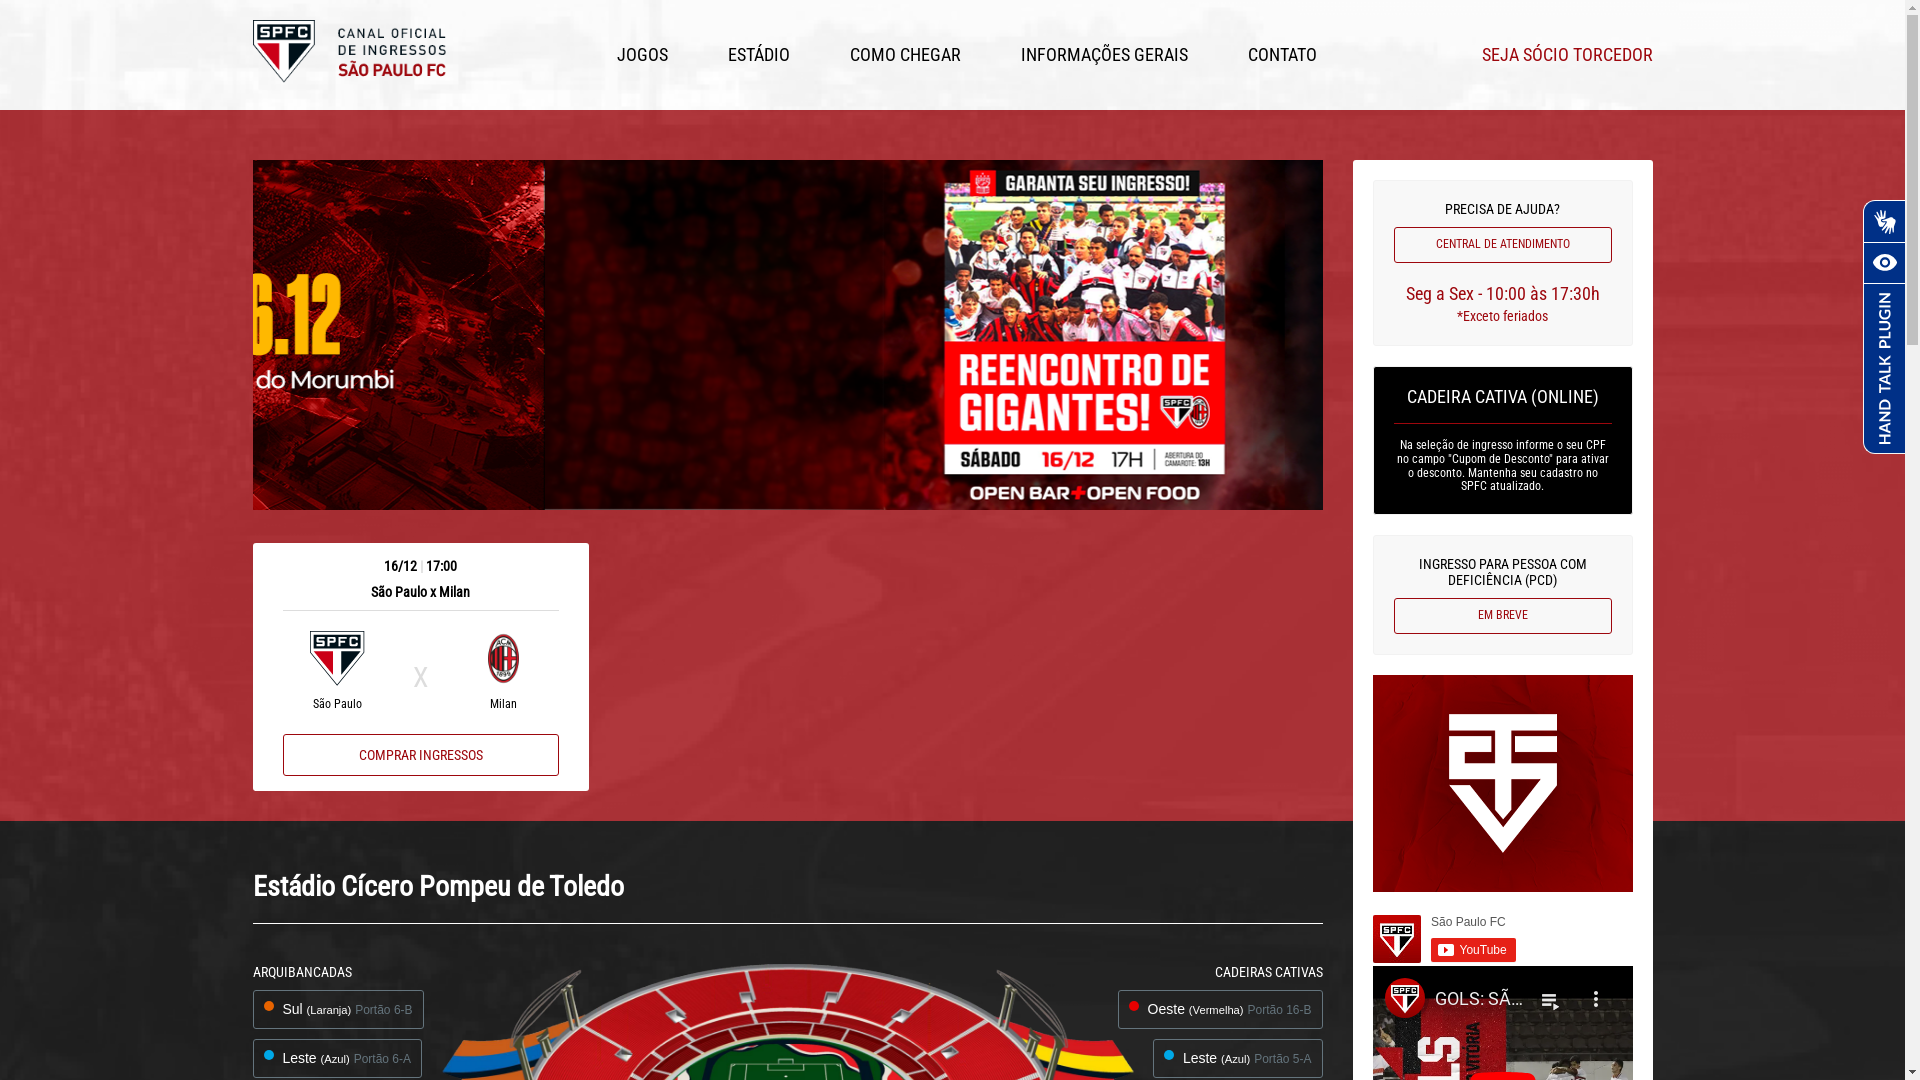 SPFC
CANAL OFICIAL
DE INGRESSOS
SÃO PAULO FC
JOGOS
ESTÁDIO
COMO CHEGAR
INFORMAÇÕES GERAIS
CONTATO
SEJA SÓCIO TORCEDOR
6.12
do Morumbi
GARANTA SEU INGRESSO!
REENCONTRO DE
GIGANTES!
SPFC
SÁBADO 16/12 17H | ABERTURA DO
CAMAROTE: 13H
OPEN BAR+OPEN FOOD
16/12 | 17:00
São Paulo x Milan
SPFC
X
São Paulo
Milan
COMPRAR INGRESSOS
PRECISA DE AJUDA?
CENTRAL DE ATENDIMENTO
Seg a Sex - 10:00 às 17:30h
*Exceto feriados
CADEIRA CATIVA (ONLINE)
Na seleção de ingresso informe o seu CPF
no campo "Cupom de Desconto" para ativar
o desconto. Mantenha seu cadastro no
SPFC atualizado.
INGRESSO PARA PESSOA COM
DEFICIÊNCIA (PCD)
EM BREVE
HAND TALK PLUGIN
São Paulo FC
SPFC
YouTube
SPFC
GOLS: SÃ...
Estádio Cícero Pompeu de Toledo
ARQUIBANCADAS
Sul (Laranja) Portão 6-B
Leste (Azul) Portão 6-A
CADEIRAS CATIVAS
Oeste (Vermelha) Portão 16-B
Leste (Azul) Portão 5-A